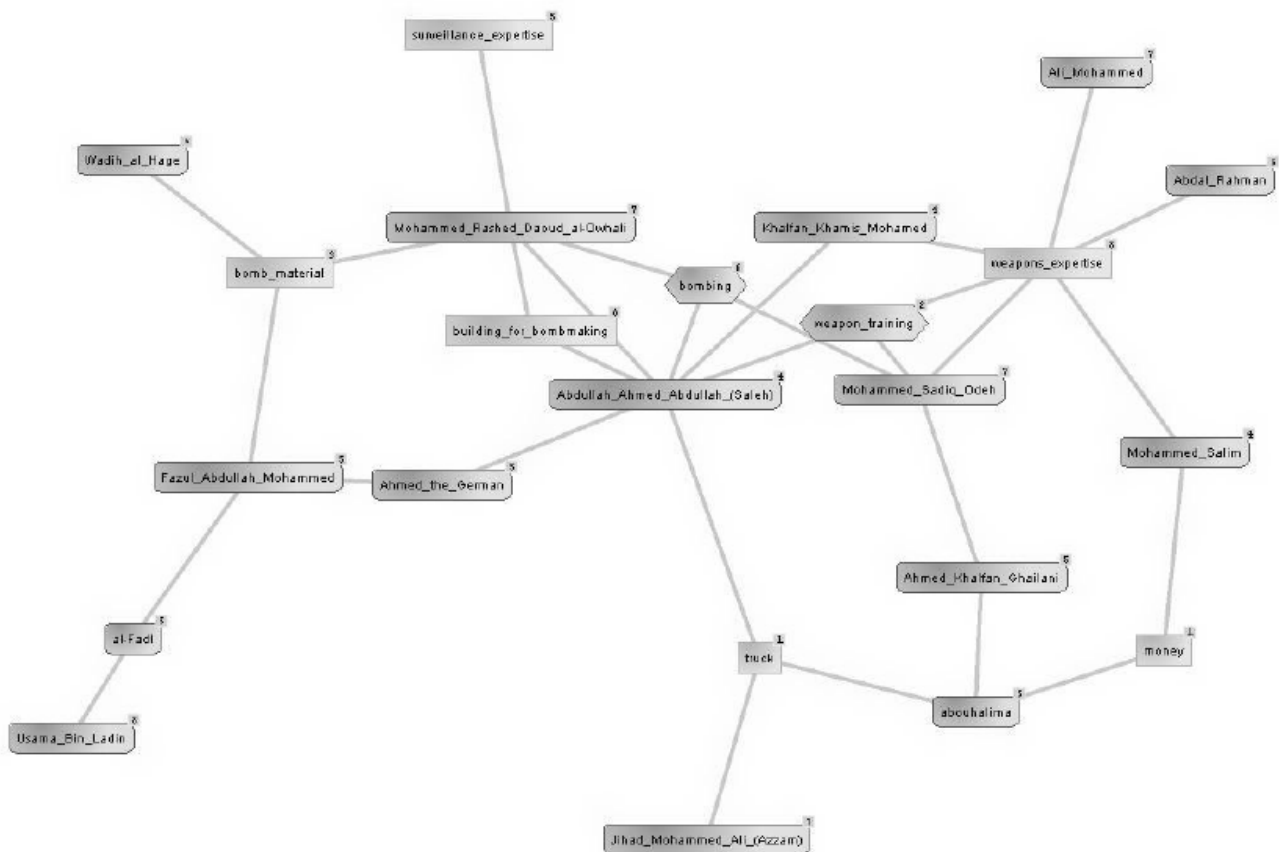 surveillance_expertise
Ali_Mohammed
Wadih_al_Hage
Abdal_Rahman
Mohammed_Rashed_Daoud_al-Owhali
Khalfan_Khamis_Mohamed
bomb_material
weapons_expertise
bombing
building_for_bombmaking
weapon_training
Abdullah_Ahmed_Abdullah_(Saleh)
Mohammed_Sadiq_Odeh
Mohammed_Salim
Fazul_Abdullah_Mohammed
Ahmed_the_German
Ahmed_Khalfan_Ghailani
al-Fadl
truck
money
abouhalima
Usama_Bin_Ladin
Jihad_Mohammed_Ali_(Azzam)